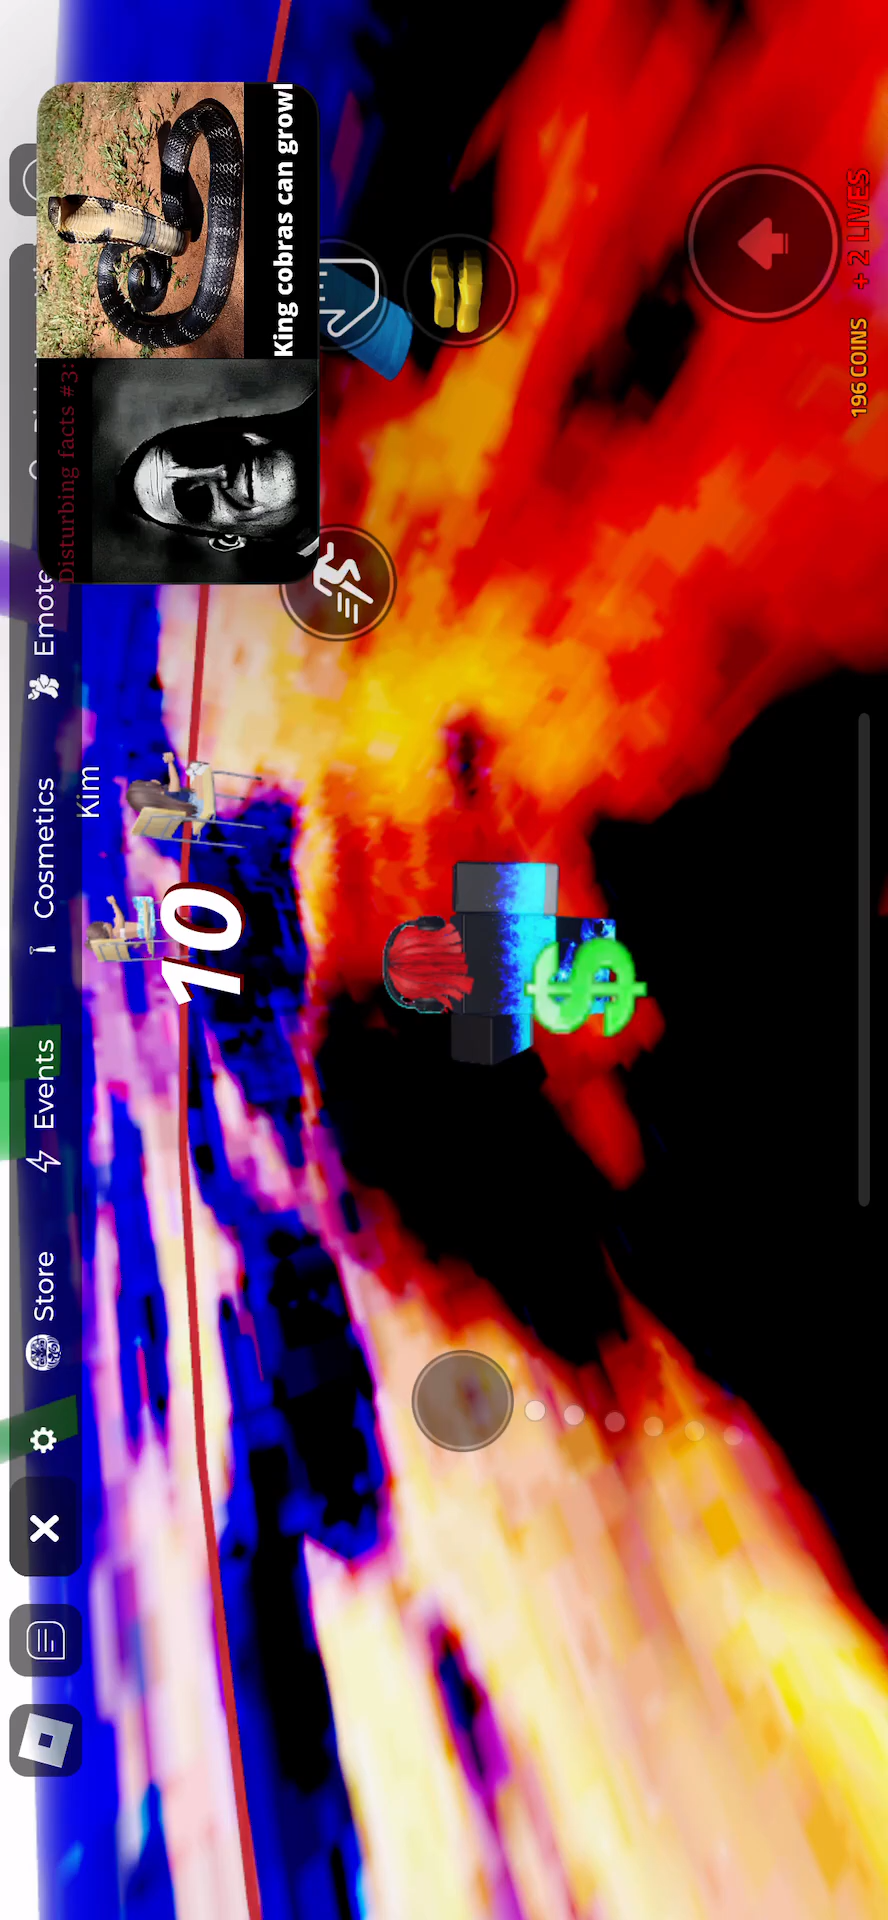 Store
Events
Cosmetics
Emote
Kim
10
Disturbing facts #3:
King cobras can growl
196 COINS
+ 2 LIVES